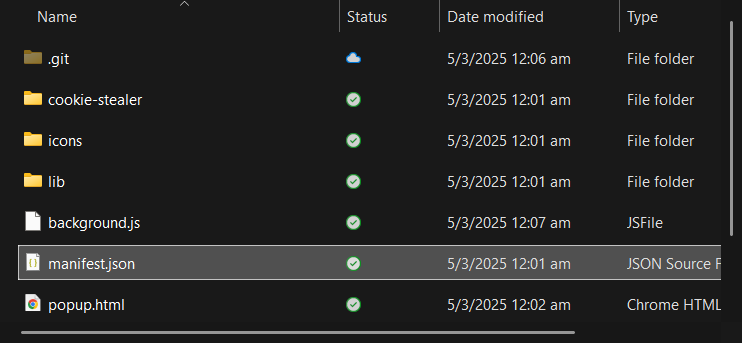 Name Status Date modified Type
.git 5/3/2025 12:06 am File folder
cookie-stealer 5/3/2025 12:01 am File folder
icons 5/3/2025 12:01 am File folder
lib 5/3/2025 12:01 am File folder
background.js 5/3/2025 12:07 am JSFile
manifest.json 5/3/2025 12:01 am JSON Source F
popup.html 5/3/2025 12:02 am Chrome HTML